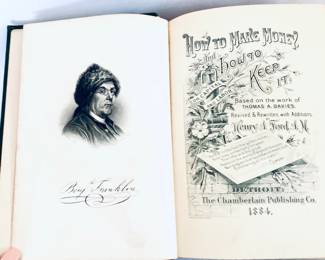 Benj. Franklin
HOW TO MAKE MONEY
And
HOW TO
KEEP
IT.
Based on the work of
THOMAS A. DAVIES.
Revised & Rewritten with Additions
Henry A. Ford A.M.
DETROIT:
The Chamberlain Publishing Co.
1884.